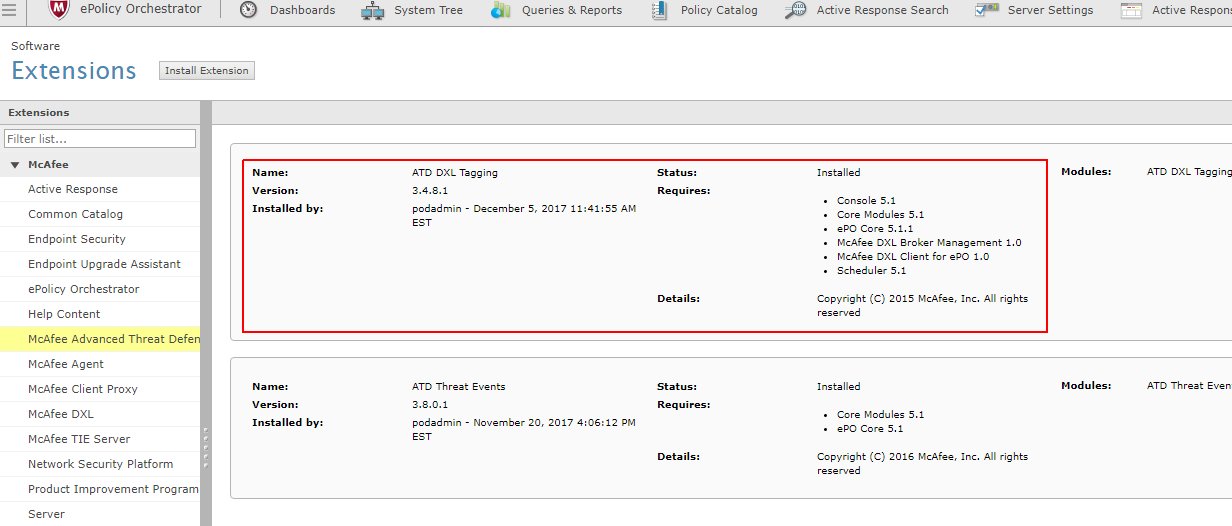 ePolicy Orchestrator Dashboards System Tree Queries & Reports Policy Catalog Active Response Search Server Settings Active Respons
Software
Extensions Install Extension
Extensions
Filter list...
McAfee
Active Response
Common Catalog
Endpoint Security
Endpoint Upgrade Assistant
ePolicy Orchestrator
Help Content
McAfee Advanced Threat Defen
McAfee Agent
McAfee Client Proxy
McAfee DXL
McAfee TIE Server
Network Security Platform
Product Improvement Program
Server
Name: ATD DXL Tagging
Version: 3.4.8.1
Installed by: podadmin - December 5, 2017 11:41:55 AM
EST
Status: Installed
Requires:
• Console 5.1
• Core Modules 5.1
• ePO Core 5.1.1
• McAfee DXL Broker Management 1.0
• McAfee DXL Client for ePO 1.0
• Scheduler 5.1
Details: Copyright (C) 2015 McAfee, Inc. All rights
reserved
Modules: ATD DXL Tagging
Name: ATD Threat Events
Version: 3.8.0.1
Installed by: podadmin - November 20, 2017 4:06:12 PM
EST
Status: Installed
Requires:
• Core Modules 5.1
• ePO Core 5.1
Details: Copyright (C) 2016 McAfee, Inc. All rights
reserved
Modules: ATD Threat Even